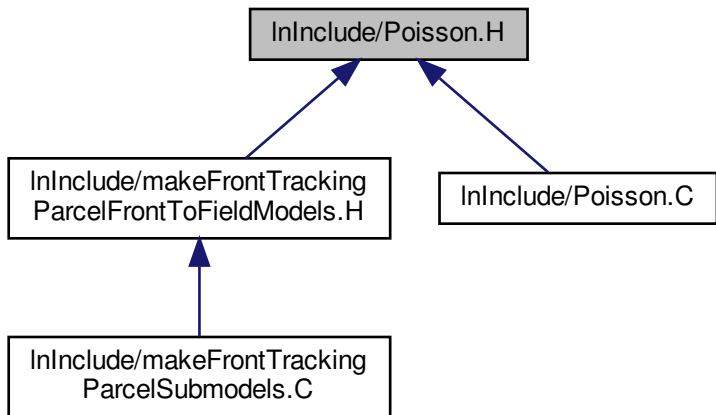 lnInclude/Poisson.H
lnInclude/makeFrontTracking
ParcelFrontToFieldModels.H
lnInclude/Poisson.C
lnInclude/makeFrontTracking
ParcelSubmodels.C